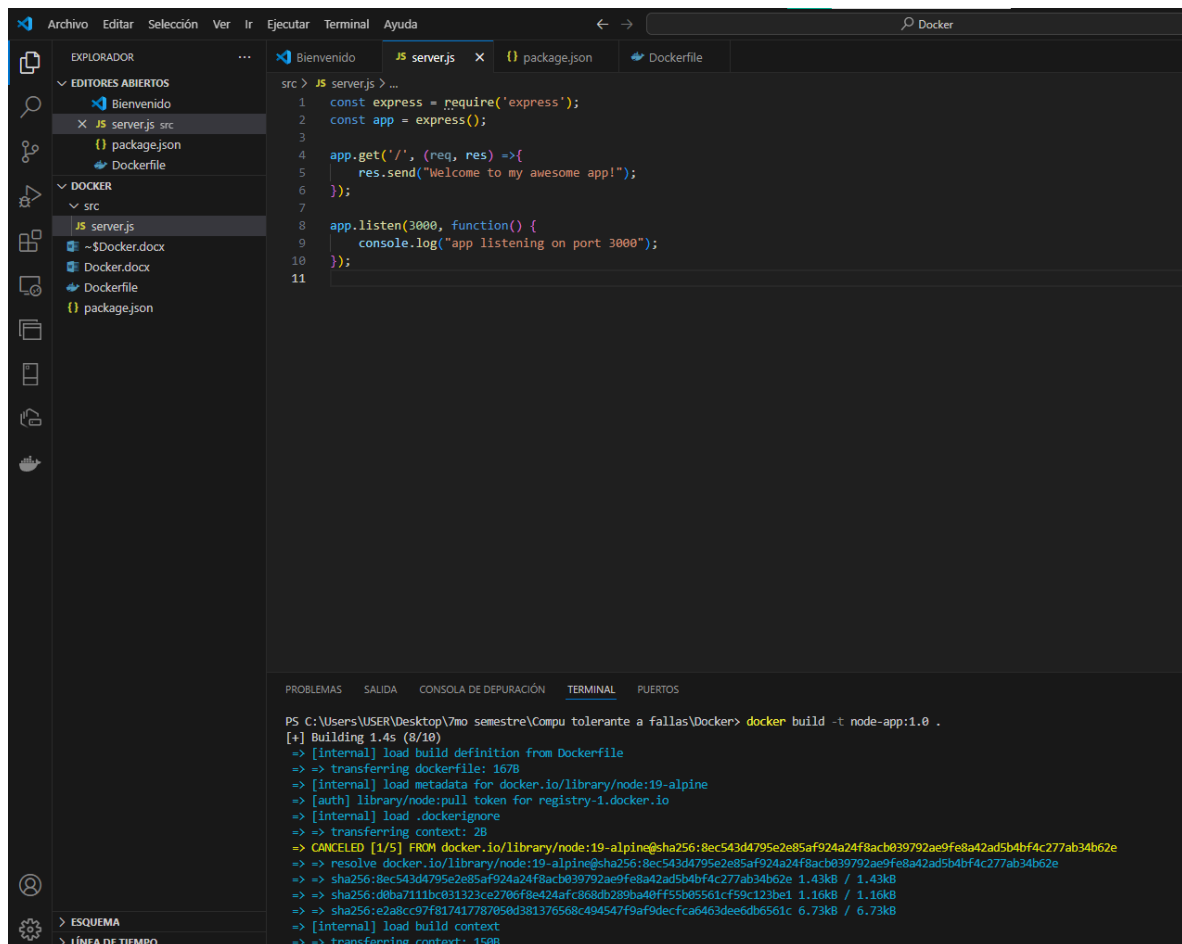 Archivo Editar Selección Ver Ir Ejecutar Terminal Ayuda
Docker
EXPLORADOR
EDITORES ABIERTOS
Bienvenido
JS server.js src
{} package.json
Dockerfile
DOCKER
src
JS server.js
~$Docker.docx
Docker.docx
Dockerfile
{} package.json
ESQUEMA
LÍNEA DE TIEMPO
Bienvenido JS server.js {} package.json Dockerfile
src > JS server.js > ...
1 const express = require('express');
2 const app = express();
3
4 app.get('/', (req, res) =>{
5 res.send("Welcome to my awesome app!");
6 });
7
8 app.listen(3000, function() {
9 console.log("app listening on port 3000");
10 });
11
PROBLEMAS SALIDA CONSOLA DE DEPURACIÓN TERMINAL PUERTOS
PS C:\Users\USER\Desktop\7mo semestre\Compu tolerante a fallas\Docker> docker build -t node-app:1.0 .
[+] Building 1.4s (8/10)
=> [internal] load build definition from Dockerfile
=> => transferring dockerfile: 167B
=> [internal] load metadata for docker.io/library/node:19-alpine
=> [auth] library/node:pull token for registry-1.docker.io
=> [internal] load .dockerignore
=> => transferring context: 2B
=> CANCELED [1/5] FROM docker.io/library/node:19-alpine@sha256:8ec543d4795e2e85af924a24f8acb039792ae9fe8a42ad5b4bf4c277ab34b62e
=> => resolve docker.io/library/node:19-alpine@sha256:8ec543d4795e2e85af924a24f8acb039792ae9fe8a42ad5b4bf4c277ab34b62e
=> => sha256:8ec543d4795e2e85af924a24f8acb039792ae9fe8a42ad5b4bf4c277ab34b62e 1.43kB / 1.43kB
=> => sha256:d0ba7111bc031323ce2706f8e424afc868db289ba40ff55b05561cf59c123be1 1.16kB / 1.16kB
=> => sha256:e2a8cc97f817417787050d381376568c494547f9af9decfca6463dee6db6561c 6.73kB / 6.73kB
=> [internal] load build context
=> => transferring context: 150B